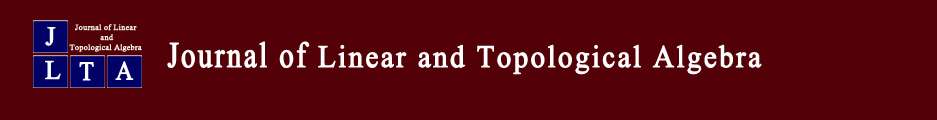 J
Journal of Linear
and
Topological Algebra
L T A
Journal of Linear and Topological Algebra